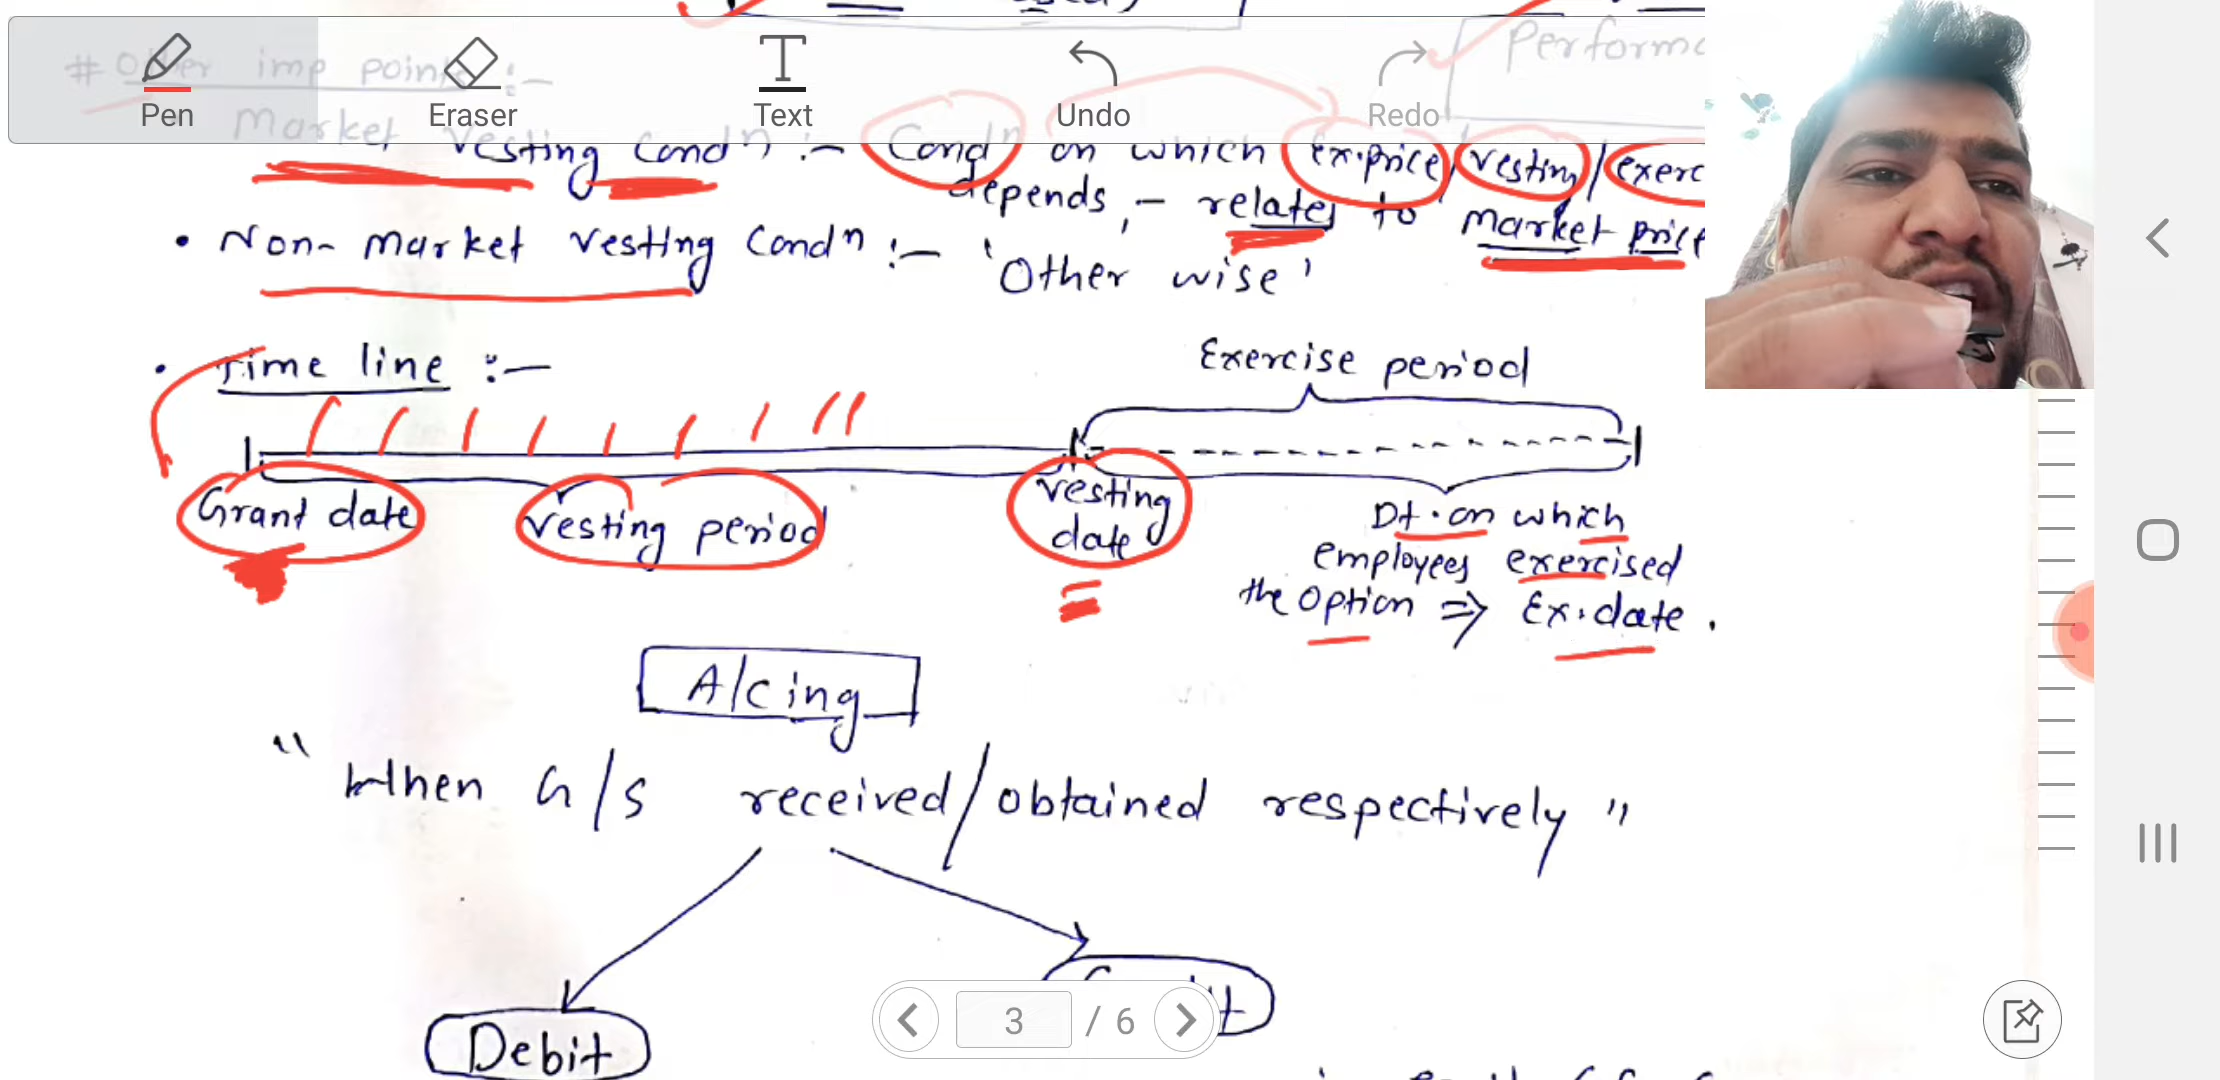 # Other imp points :-
Performa
Pen Eraser Text Undo Redo
Market Vesting Condn :- Condn on which Ex.price / Vesting / exerc
depends, - relates to market price
• Non- market vesting Condn :- 'Other wise'
• Time line :-
Exercise period
Grant date Vesting period Vesting date
Dt. on which
employees exercised
the option ⇒ Ex. date .
A/cing
"When G/S received/obtained respectively"
Debit
3 / 6